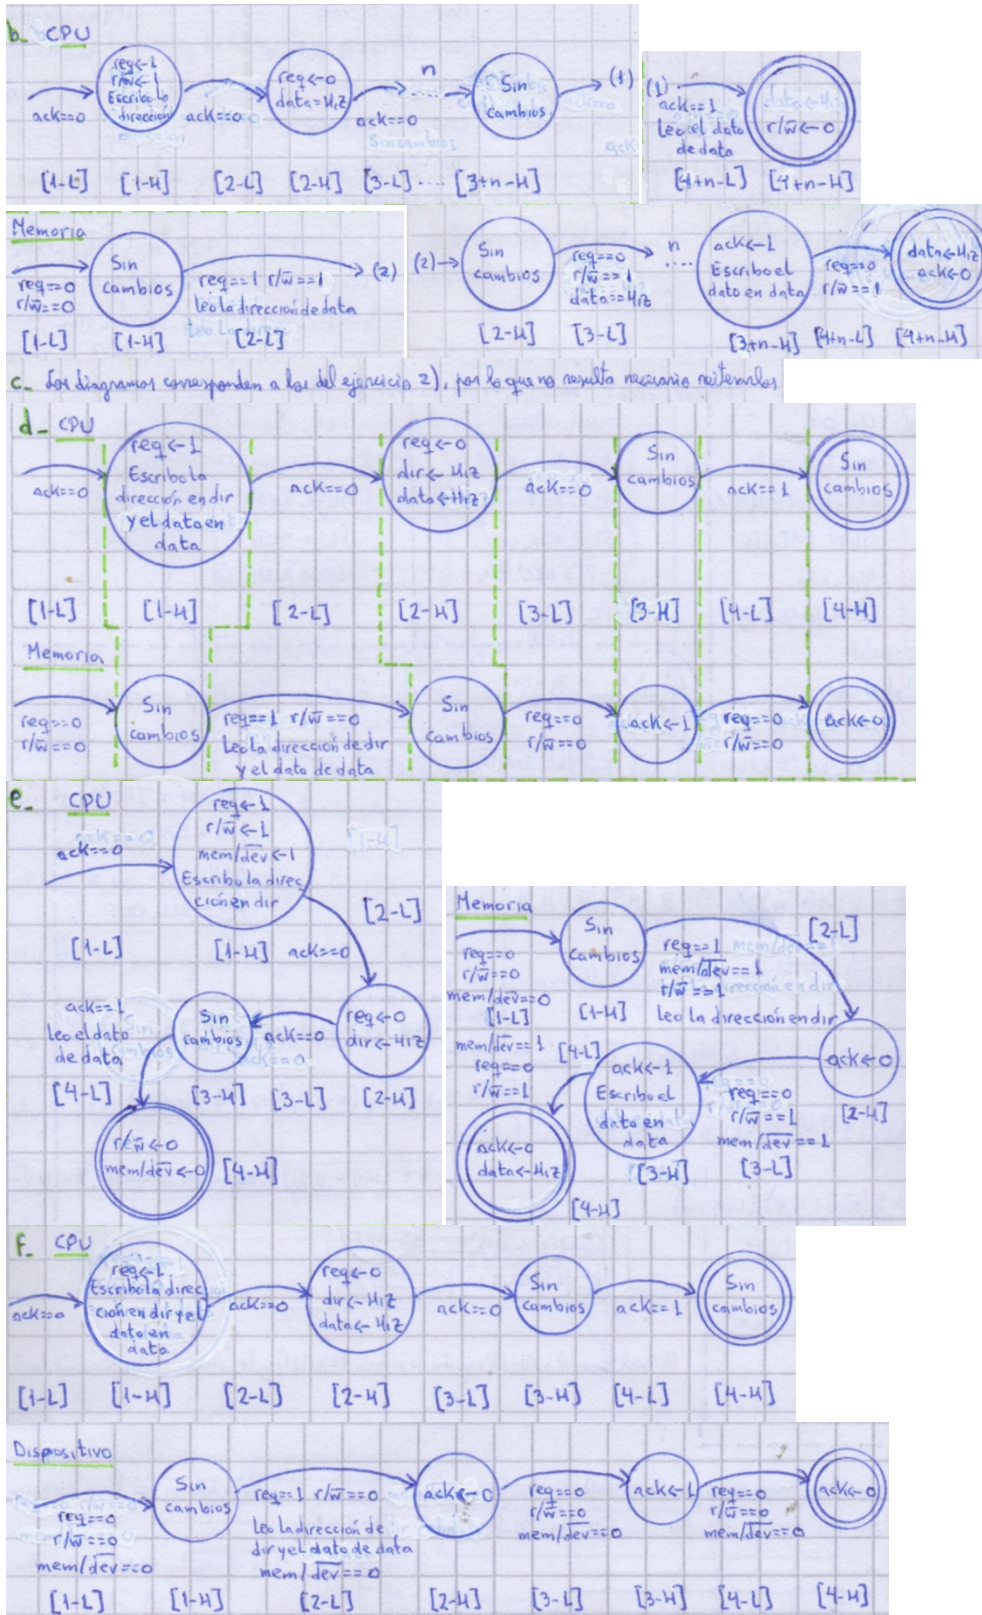 b_ CPU
ack==0
req<-1
r/w̅<-1
Escribo la
dirección
ack==0
req<-0
data=HiZ
ack==0
n
....
Sin
cambios
(1)
[1-L] [1-H] [2-L] [2-H] [3-L] .... [3+n-H]
(1)
ack==1
Leo el dato
de data
r/w̅<-0
[4+n-L] [4+n-H]
Memoria
req==0
r/w̅==0
Sin
cambios
req==1 r/w̅==1
Leo la dirección de data
(2)
[1-L] [1-H] [2-L]
(2)
Sin
cambios
req==0
r/w̅==1
data==HiZ
n
....
ack<-1
Escribo el
dato en data
req==0
r/w̅==1
data<-HiZ
ack<-0
[2-H] [3-L] [3+n-H] [4+n-L] [4+n-H]
c_ Los diagramas corresponden a los del ejercicio 2), por lo que no resulta necesario reiterarlos
d_ CPU
ack==0
req<-1
Escribo la
dirección en dir
y el dato en
data
ack==0
req<-0
dir<-HiZ
data<-HiZ
ack==0
Sin
cambios
ack==1
Sin
cambios
[1-L] [1-H] [2-L] [2-H] [3-L] [3-H] [4-L] [4-H]
Memoria
req==0
r/w̅==0
Sin
cambios
req==1 r/w̅==0
Leo la dirección de dir
y el dato de data
Sin
cambios
req==0
r/w̅==0
ack<-1
req==0
r/w̅==0
ack<-0
e_ CPU
ack==0
req<-1
r/w̅<-1
mem/d̅e̅v̅<-1
Escribo la direc
ción en dir
[2-L]
[1-L] [1-H] ack==0
req<-0
dir<-HiZ
ack==0
Sin
cambios
ack==1
Leo el dato
de data
[4-L] [3-H] [3-L] [2-H]
r/w̅<-0
mem/d̅e̅v̅<-0
[4-H]
Memoria
req==0
r/w̅==0
mem/d̅e̅v̅==0
[1-L]
Sin
cambios
[1-H]
[2-L]
req==1
mem/d̅e̅v̅==1
r/w̅==1
Leo la dirección en dir
ack<-0
[2-H]
req==0
r/w̅==1
mem/d̅e̅v̅==1
[3-L]
ack<-1
Escribo el
dato en
data
[3-H]
[4-L]
mem/d̅e̅v̅==1
req==0
r/w̅==1
ack<-0
data<-HiZ
[4-H]
f_ CPU
ack==0
req<-1
Escribo la direc
ción en dir y el
dato en
data
ack==0
req<-0
dir<-HiZ
data<-HiZ
ack==0
Sin
cambios
ack==1
Sin
cambios
[1-L] [1-H] [2-L] [2-H] [3-L] [3-H] [4-L] [4-H]
Dispositivo
req==0
r/w̅==0
mem/d̅e̅v̅==0
Sin
cambios
req==1 r/w̅==0
Leo la dirección de
dir y el dato de data
mem/d̅e̅v̅==0
ack<-0
req==0
r/w̅==0
mem/d̅e̅v̅==0
ack<-1
req==0
r/w̅==0
mem/d̅e̅v̅==0
ack<-0
[1-L] [1-H] [2-L] [2-H] [3-L] [3-H] [4-L] [4-H]